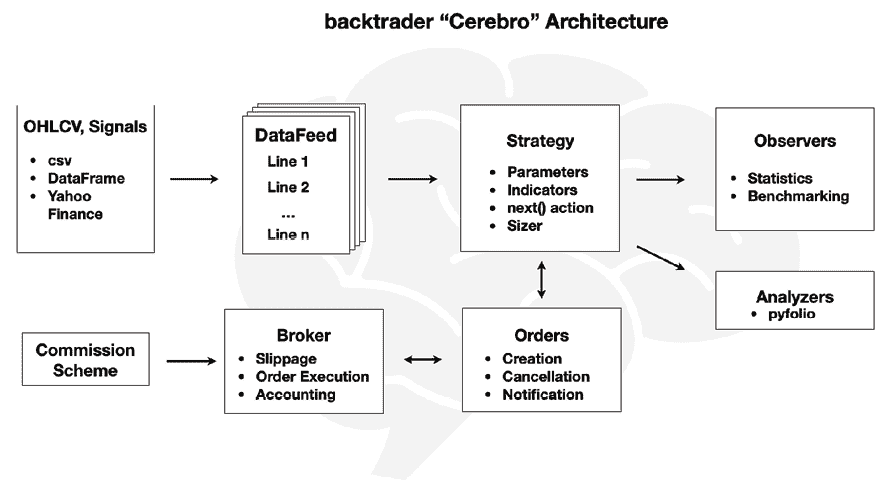 backtrader “Cerebro” Architecture
OHLCV, Signals
• csv
• DataFrame
• Yahoo
Finance
DataFeed
Line 1
Line 2
...
Line n
Strategy
• Parameters
• Indicators
• next() action
• Sizer
Observers
• Statistics
• Benchmarking
Analyzers
• pyfolio
Commission
Scheme
Broker
• Slippage
• Order Execution
• Accounting
Orders
• Creation
• Cancellation
• Notification